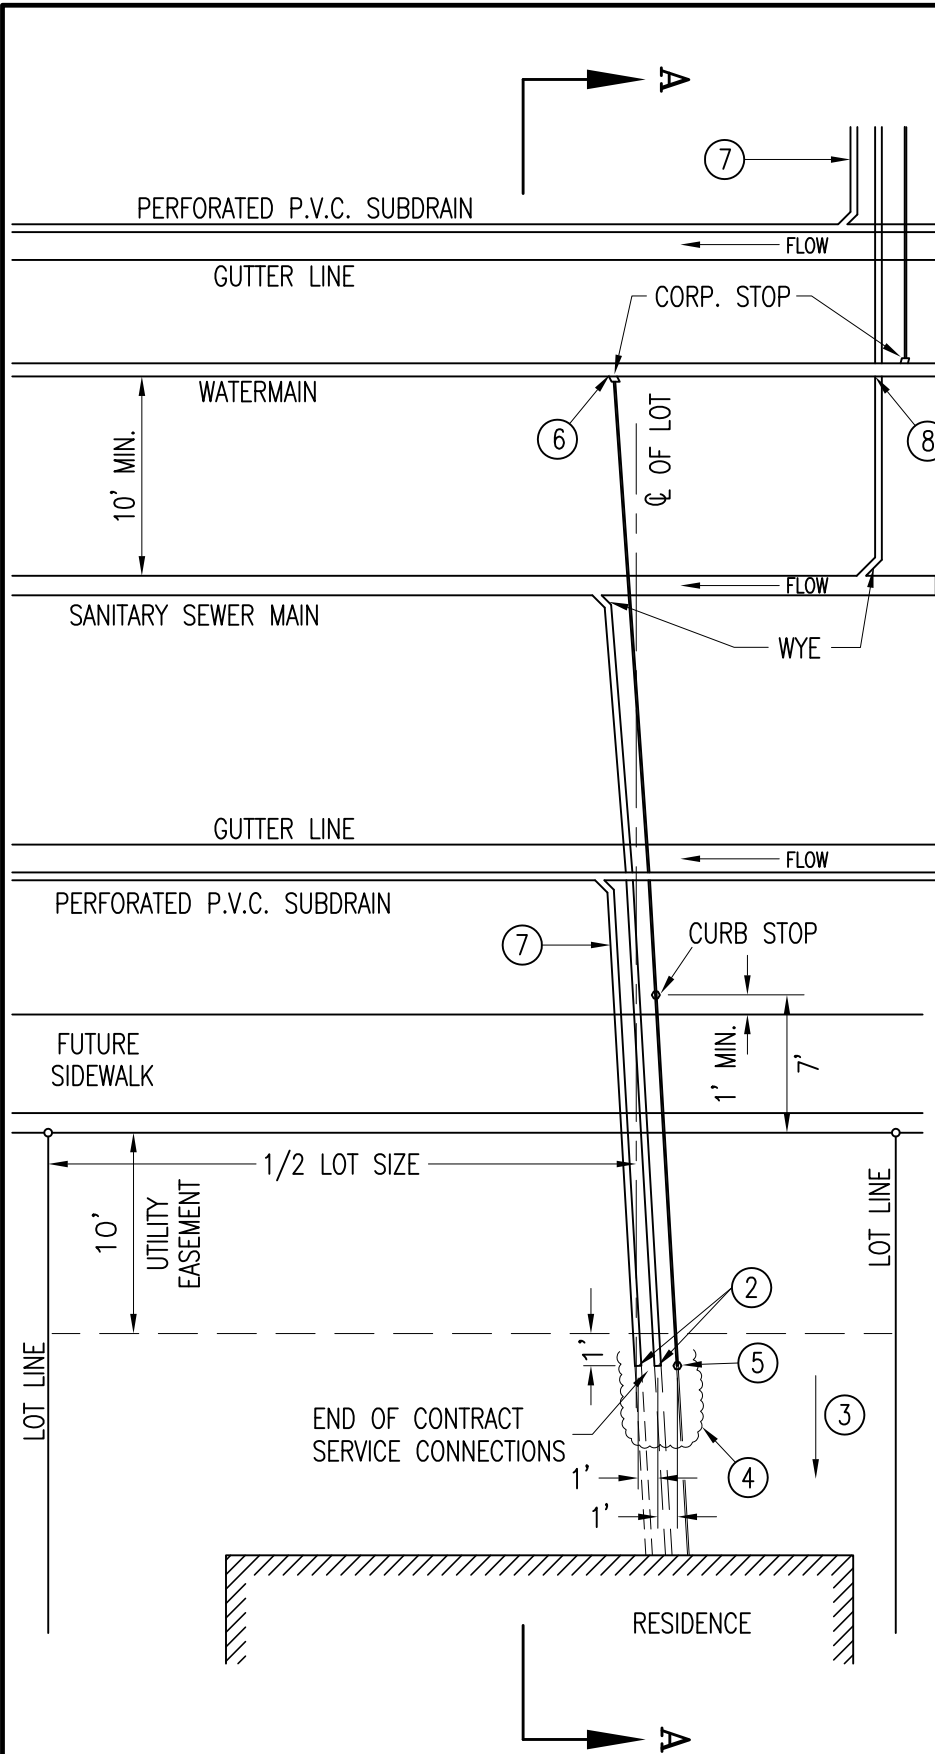 A
7
PERFORATED P.V.C. SUBDRAIN
FLOW
GUTTER LINE
CORP. STOP
WATERMAIN
6
8
10' MIN.
℄ OF LOT
FLOW
SANITARY SEWER MAIN
WYE
GUTTER LINE
FLOW
PERFORATED P.V.C. SUBDRAIN
7
CURB STOP
FUTURE
SIDEWALK
1' MIN.
7'
1/2 LOT SIZE
10'
UTILITY
EASEMENT
LOT LINE
2
1'
5
LOT LINE
END OF CONTRACT
SERVICE CONNECTIONS
3
4
1'
1'
RESIDENCE
A